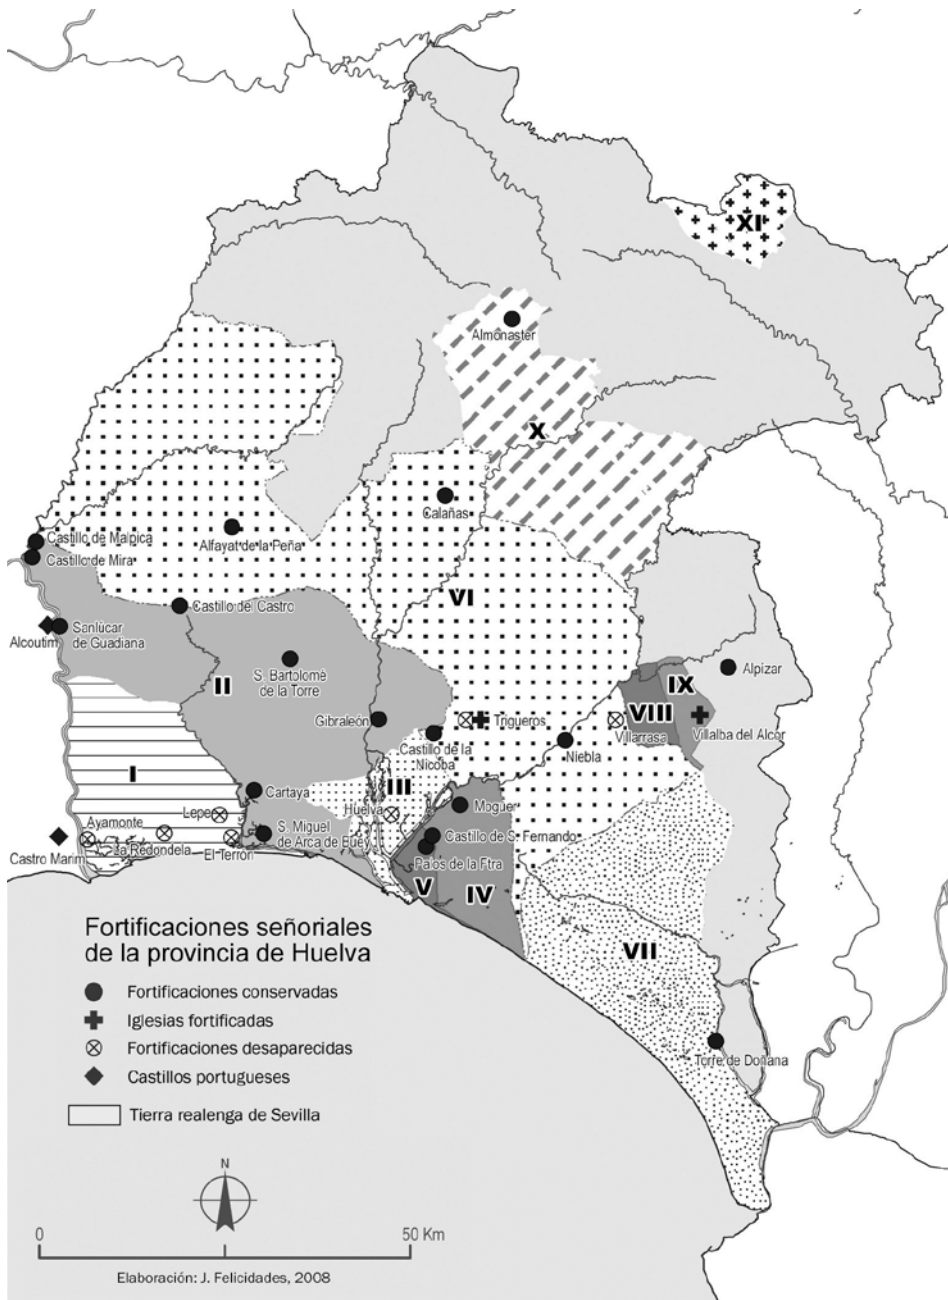 XI
Almonaster
X
Calañas
Castillo de Malpica
Alfayat de la Peña
Castillo de Mira
VI
Castillo del Castro
Sanlúcar
de Guadiana
Alcoutim
S. Bartolomé
de la Torre
II
Alpizar
IX
VIII
Gibraleón
Trigueros
Villarrasa
Villalba del Alcor
Castillo de la
Nicoba
Niebla
I
III
Cartaya
Huelva
Moguer
Lepe
Ayamonte
S. Miguel
de Arca de Buey
Castillo de S. Fernando
La Redondela
El Terrón
Castro Marim
Palos de la Ftra
V
IV
VII
Torre de Doñana
Fortificaciones señoriales
de la provincia de Huelva
Fortificaciones conservadas
Iglesias fortificadas
Fortificaciones desaparecidas
Castillos portugueses
Tierra realenga de Sevilla
N
0
50 Km
Elaboración: J. Felicidades, 2008